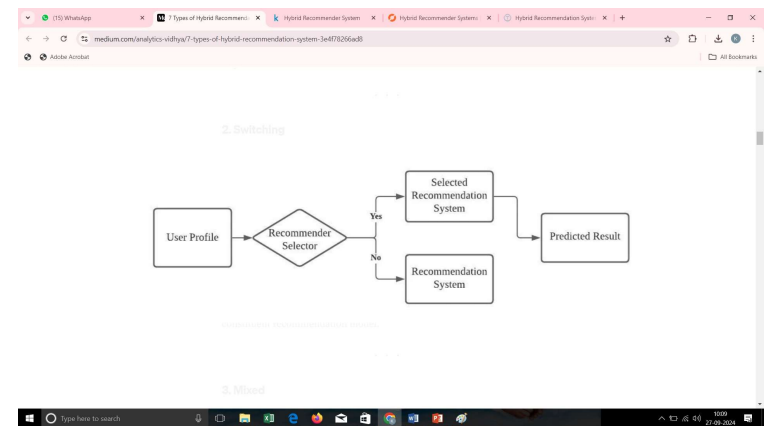 (15) WhatsApp
7 Types of Hybrid Recommend
Hybrid Recommender System
Hybrid Recommender Systems
Hybrid Recommendation Syste
medium.com/analytics-vidhya/7-types-of-hybrid-recommendation-system-3e4f78266ad8
Adobe Acrobat
All Bookmarks
2. Switching
User Profile
Recommender
Selector
Yes
No
Selected
Recommendation
System
Recommendation
System
Predicted Result
3. Mixed
Type here to search
10:09
27-09-2024